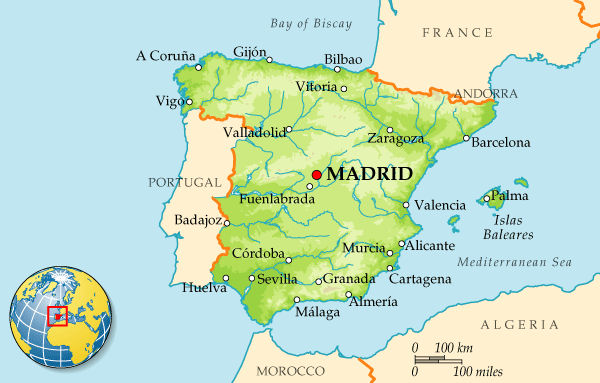 Bay of Biscay
FRANCE
A Coruña
Gijón
Bilbao
Vitoria
ANDORRA
Vigo
Valladolid
Zaragoza
Barcelona
MADRID
PORTUGAL
Fuenlabrada
Palma
Valencia
Islas
Baleares
Badajoz
Murcia
Alicante
Córdoba
Mediterranean Sea
Cartagena
Huelva
Sevilla
Granada
Almería
Málaga
ALGERIA
0 100 km
0 100 miles
MOROCCO